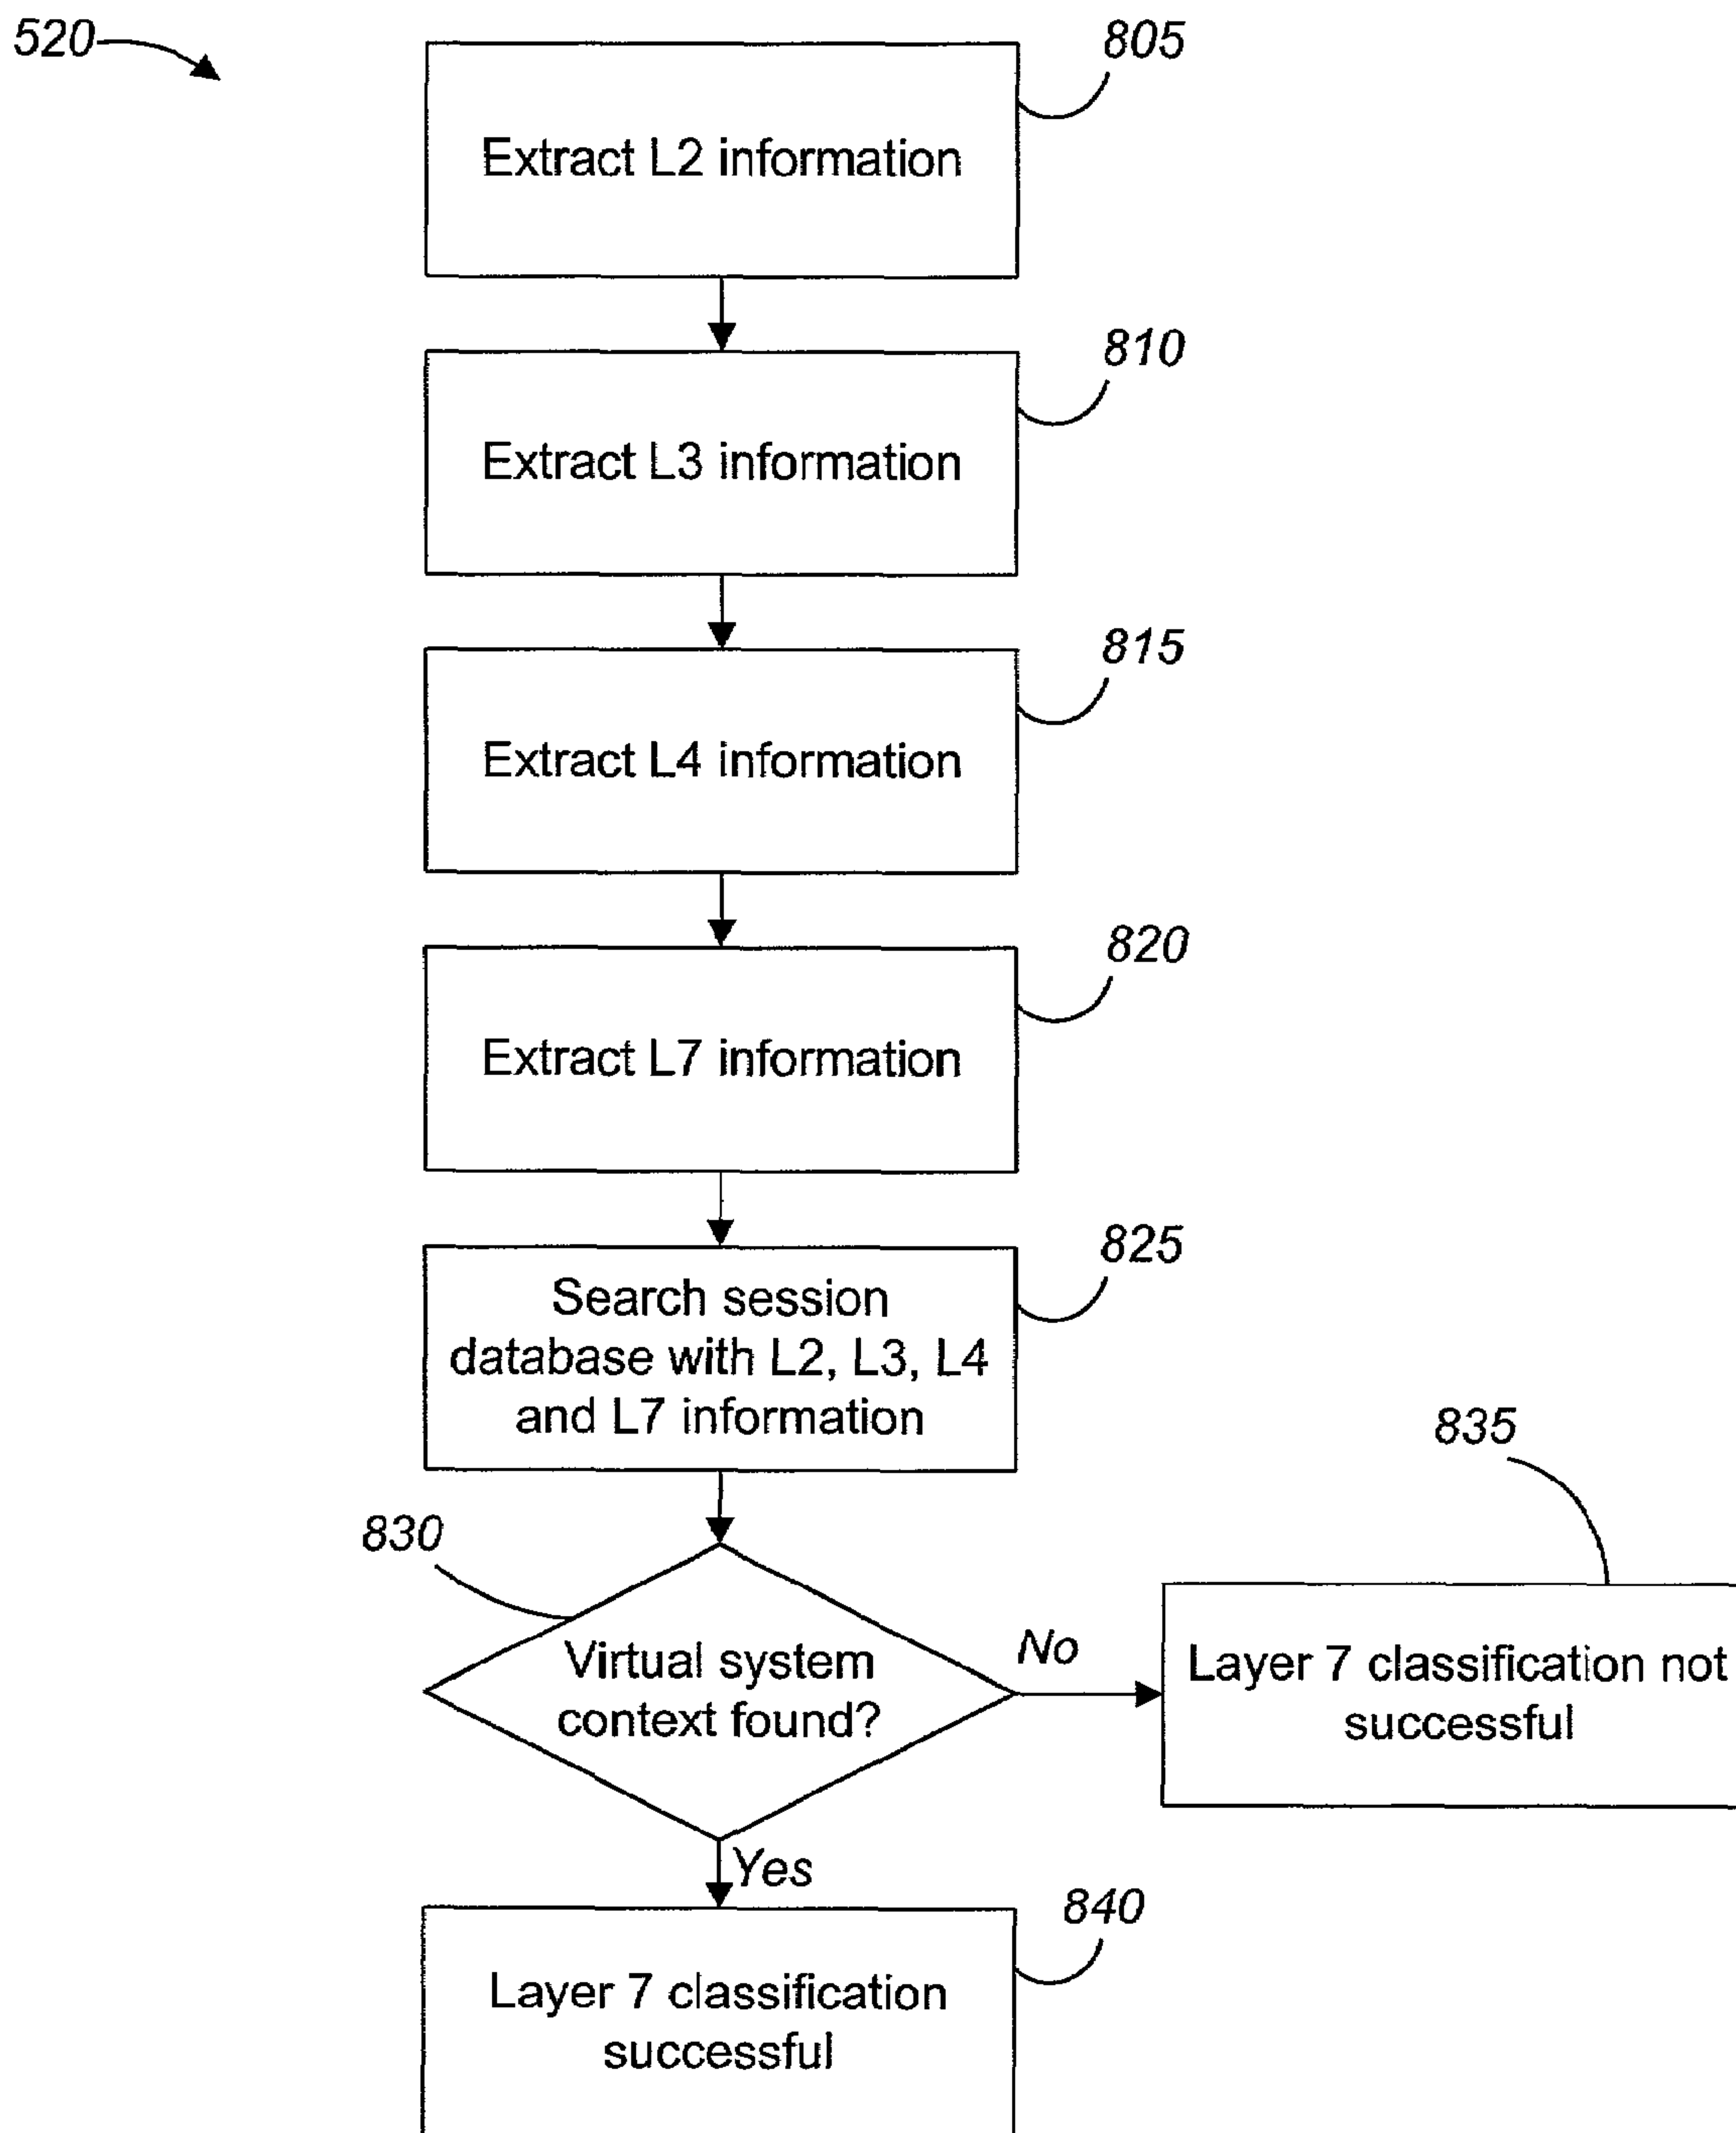 520
805
Extract L2 information
810
Extract L3 information
815
Extract L4 information
820
Extract L7 information
825
Search session
database with L2, L3, L4
and L7 information
830
Virtual system
context found?
No
835
Layer 7 classification not
successful
Yes
840
Layer 7 classification
successful